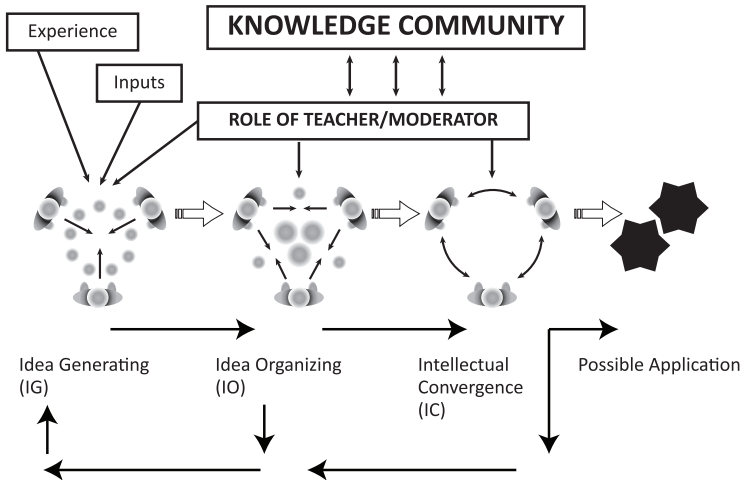 KNOWLEDGE COMMUNITY
Experience
Inputs
ROLE OF TEACHER/MODERATOR
Idea Generating
(IG)
Idea Organizing
(IO)
Intellectual
Convergence
(IC)
Possible Application